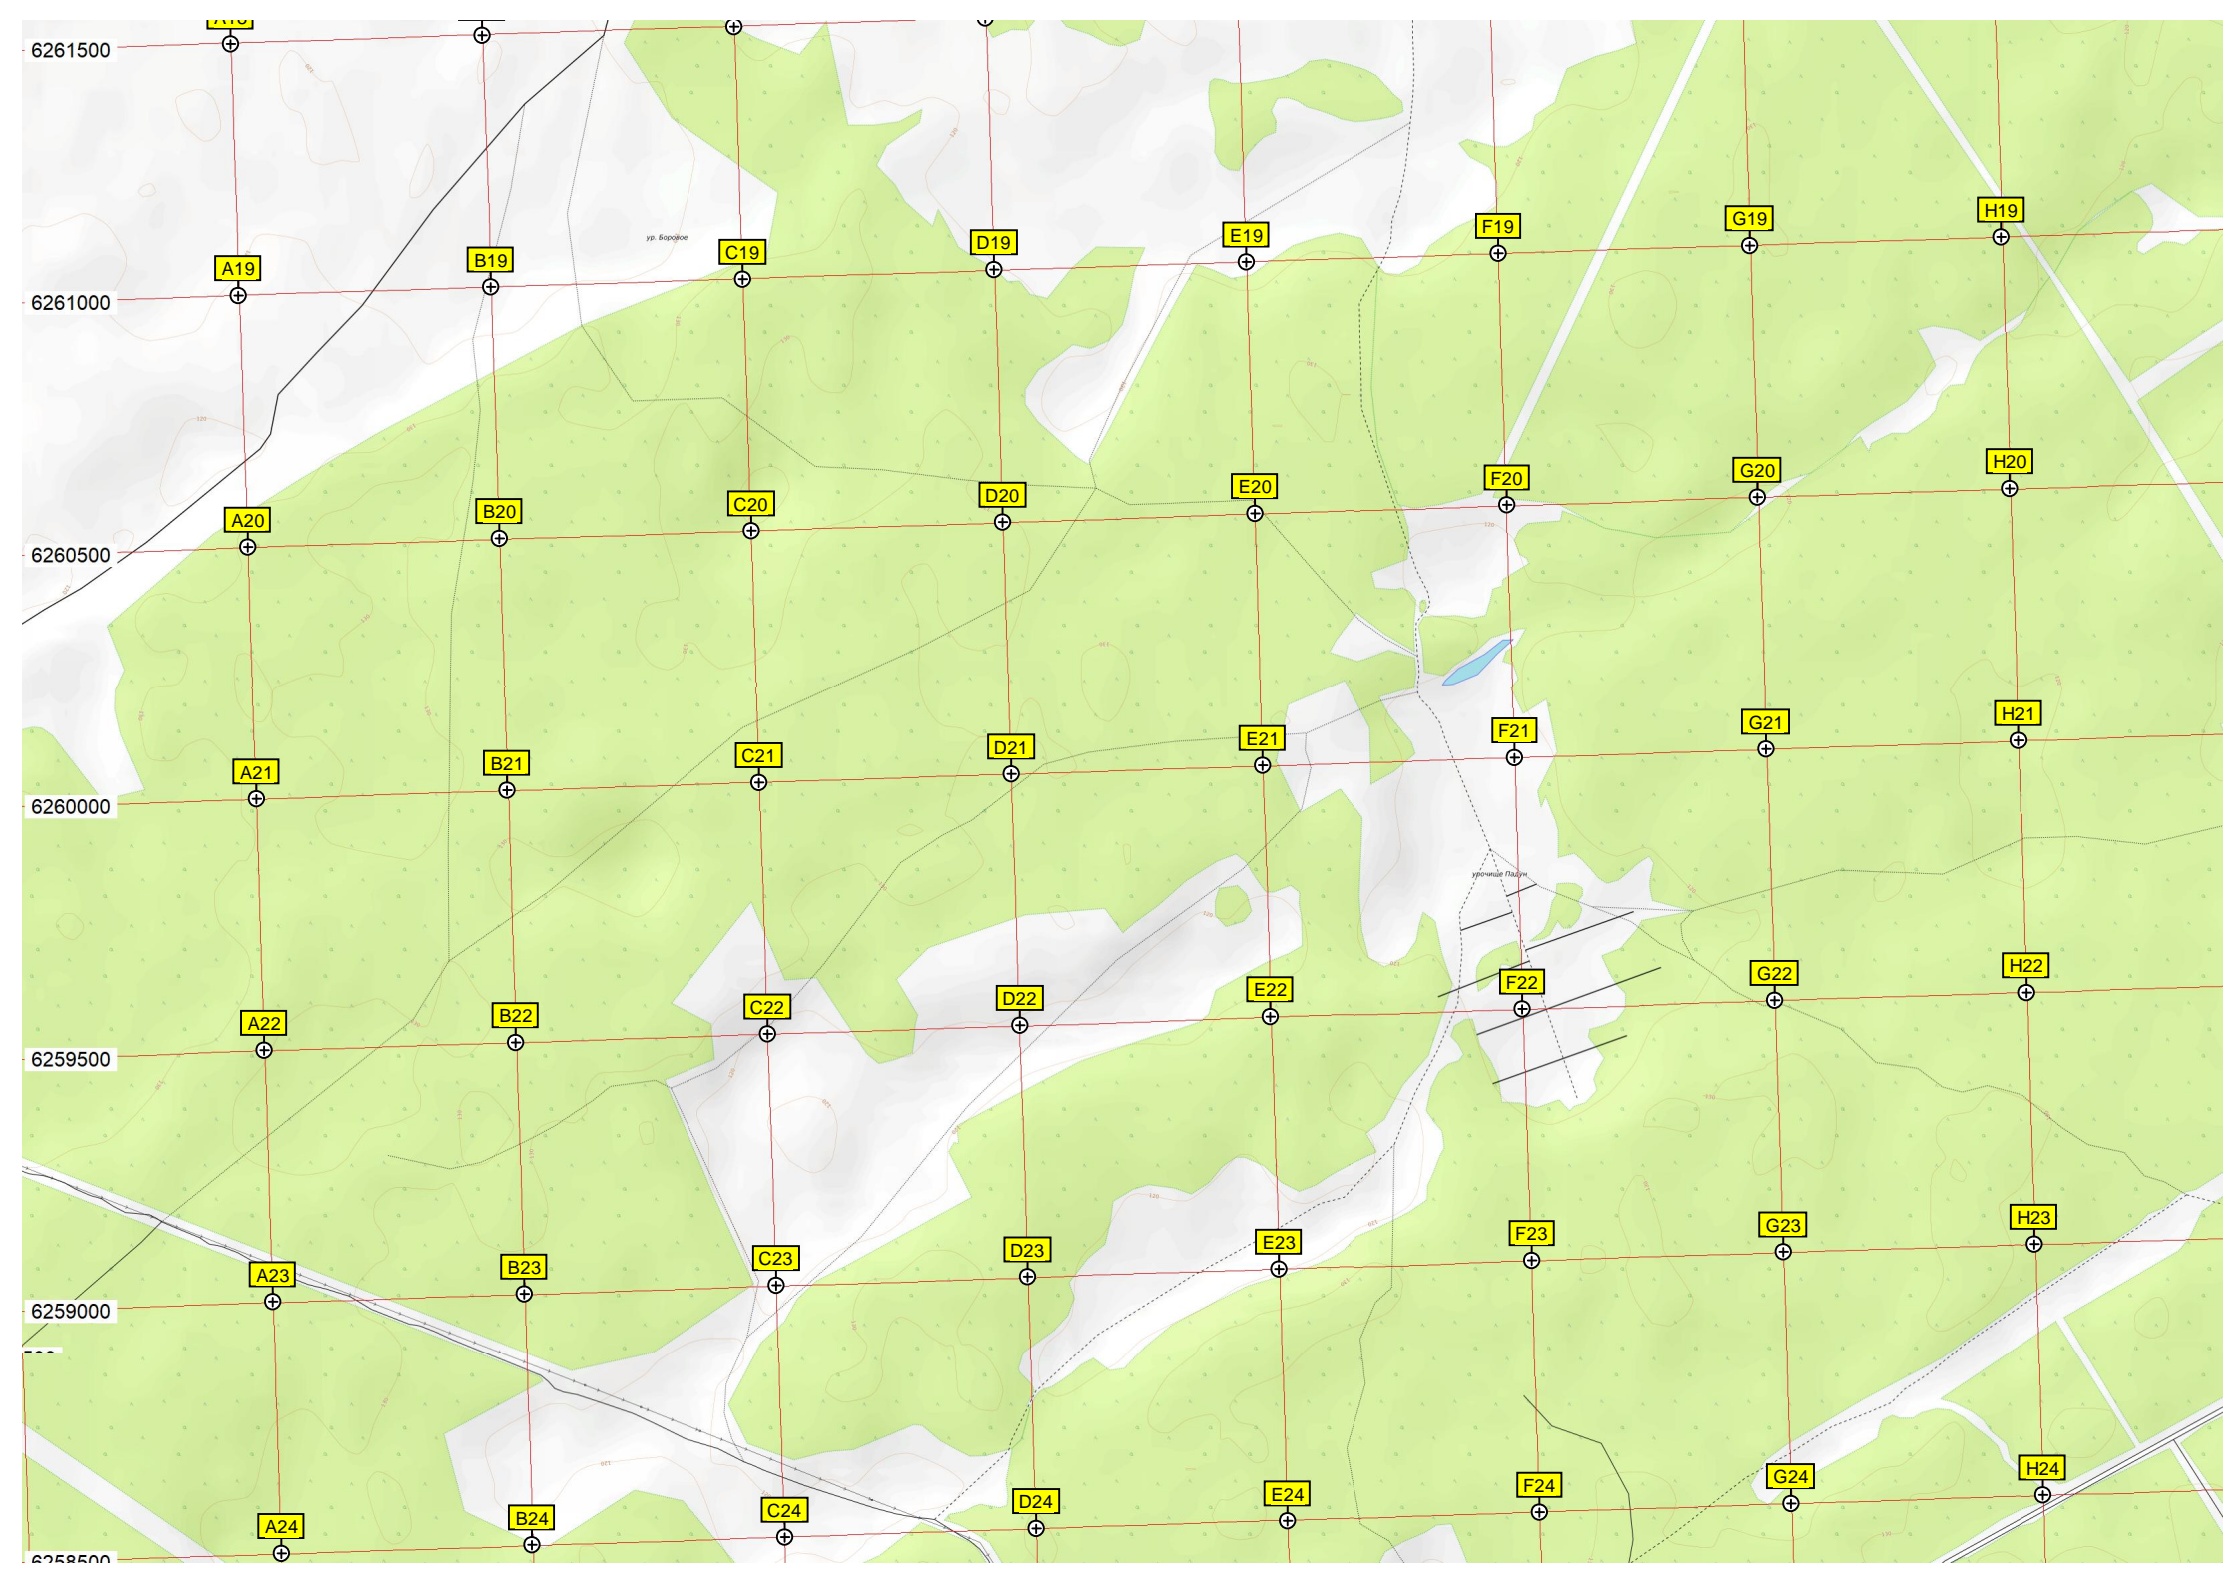 6261500
ур. Боровое
A19 B19 C19 D19 E19 F19 G19 H19
6261000
A20 B20 C20 D20 E20 F20 G20 H20
6260500
A21 B21 C21 D21 E21 F21 G21 H21
6260000
урочище Падун
A22 B22 C22 D22 E22 F22 G22 H22
6259500
A23 B23 C23 D23 E23 F23 G23 H23
6259000
A24 B24 C24 D24 E24 F24 G24 H24
6258500